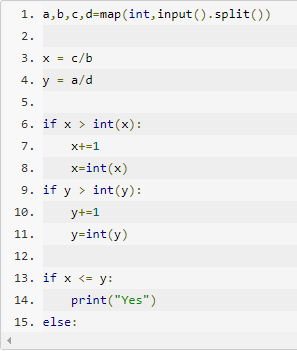 1. a,b,c,d=map(int,input().split())
2.
3. x = c/b
4. y = a/d
5.
6. if x > int(x):
7.     x+=1
8.     x=int(x)
9. if y > int(y):
10.     y+=1
11.     y=int(y)
12.
13. if x <= y:
14.     print("Yes")
15. else: